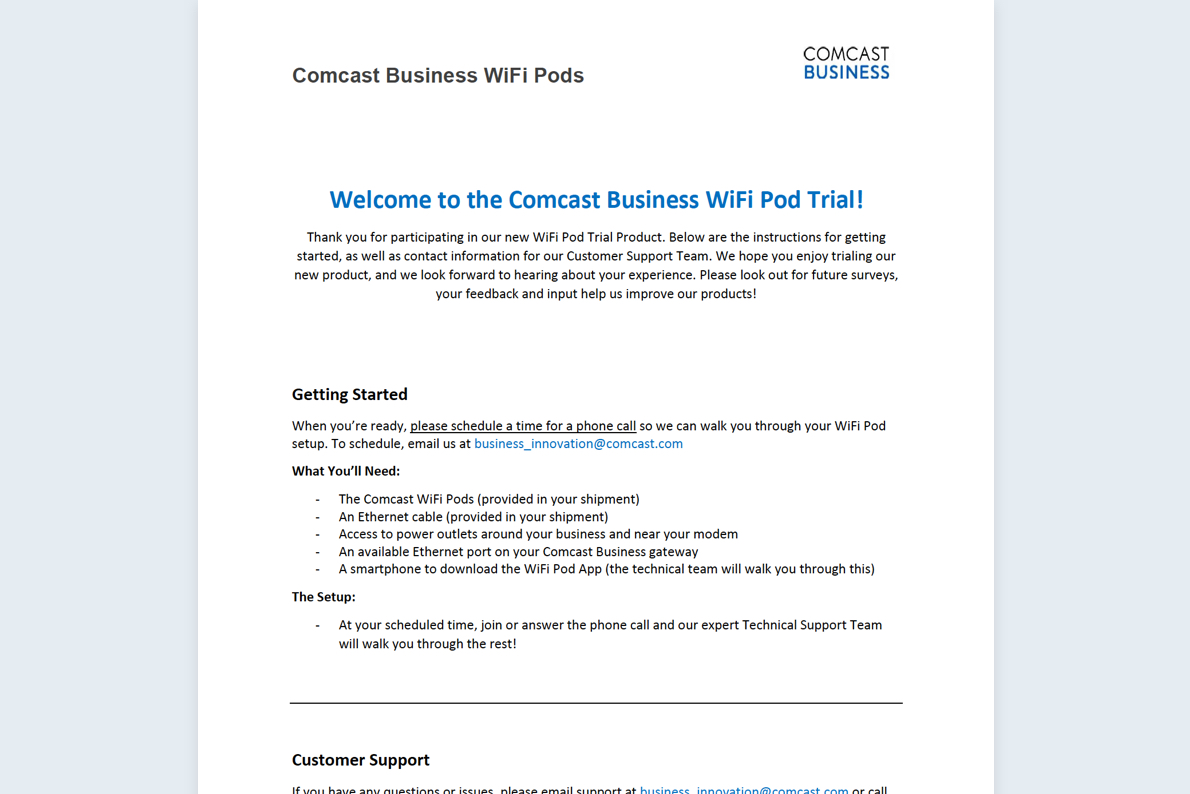 Comcast Business WiFi Pods
COMCAST
BUSINESS
Welcome to the Comcast Business WiFi Pod Trial!
Thank you for participating in our new WiFi Pod Trial Product. Below are the instructions for getting
started, as well as contact information for our Customer Support Team. We hope you enjoy trialing our
new product, and we look forward to hearing about your experience. Please look out for future surveys,
your feedback and input help us improve our products!
Getting Started
When you’re ready, please schedule a time for a phone call so we can walk you through your WiFi Pod
setup. To schedule, email us at business_innovation@comcast.com
What You’ll Need:
- The Comcast WiFi Pods (provided in your shipment)
- An Ethernet cable (provided in your shipment)
- Access to power outlets around your business and near your modem
- An available Ethernet port on your Comcast Business gateway
- A smartphone to download the WiFi Pod App (the technical team will walk you through this)
The Setup:
- At your scheduled time, join or answer the phone call and our expert Technical Support Team
will walk you through the rest!
Customer Support
If you have any questions or issues, please email support at business_innovation@comcast.com or call